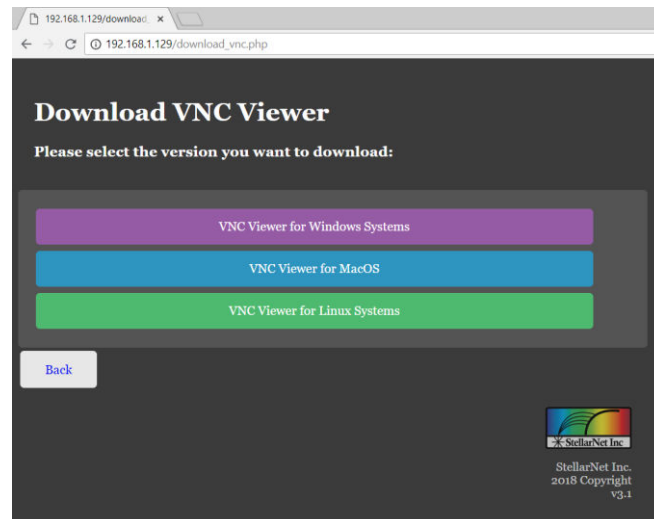 192.168.1.129/download_
192.168.1.129/download_vnc.php
Download VNC Viewer
Please select the version you want to download:
VNC Viewer for Windows Systems
VNC Viewer for MacOS
VNC Viewer for Linux Systems
Back
StellarNet Inc
StellarNet Inc.
2018 Copyright
v3.1